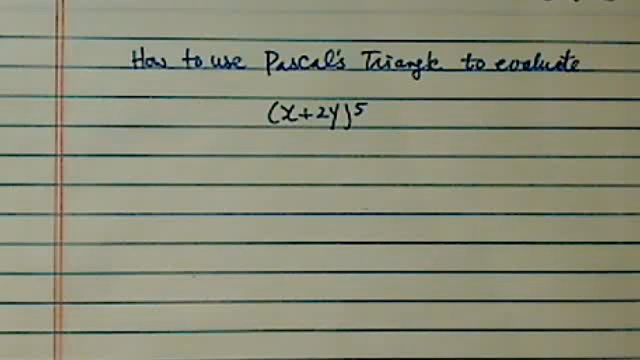 How to use Pascal's Triangle to evaluate
(x+2y)⁵